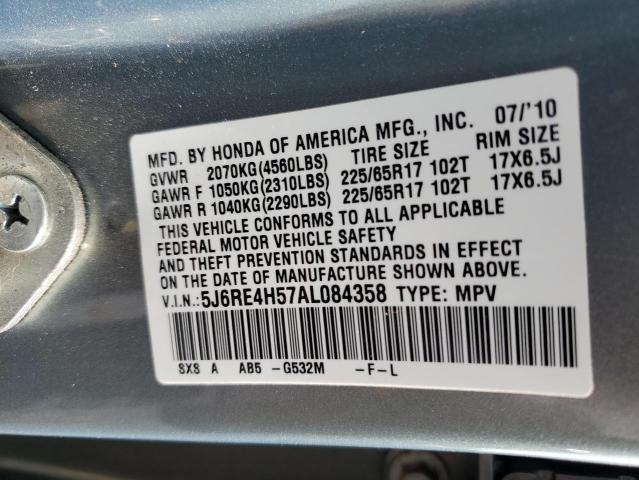 MFD. BY HONDA OF AMERICA MFG., INC. 07/'10
GVWR 2070KG(4560LBS) TIRE SIZE RIM SIZE
GAWR F 1050KG(2310LBS) 225/65R17 102T 17X6.5J
GAWR R 1040KG(2290LBS) 225/65R17 102T 17X6.5J
THIS VEHICLE CONFORMS TO ALL APPLICABLE
FEDERAL MOTOR VEHICLE SAFETY
AND THEFT PREVENTION STANDARDS IN EFFECT
ON THE DATE OF MANUFACTURE SHOWN ABOVE.
V.I.N.:5J6RE4H57AL084358 TYPE: MPV
SXS A AB5 -G532M -F-L